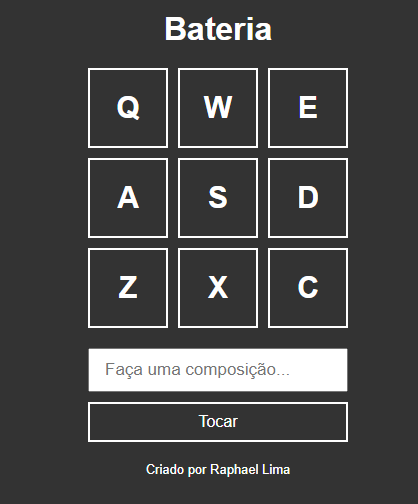 Bateria
Q W E
A S D
Z X C
Faça uma composição...
Tocar
Criado por Raphael Lima